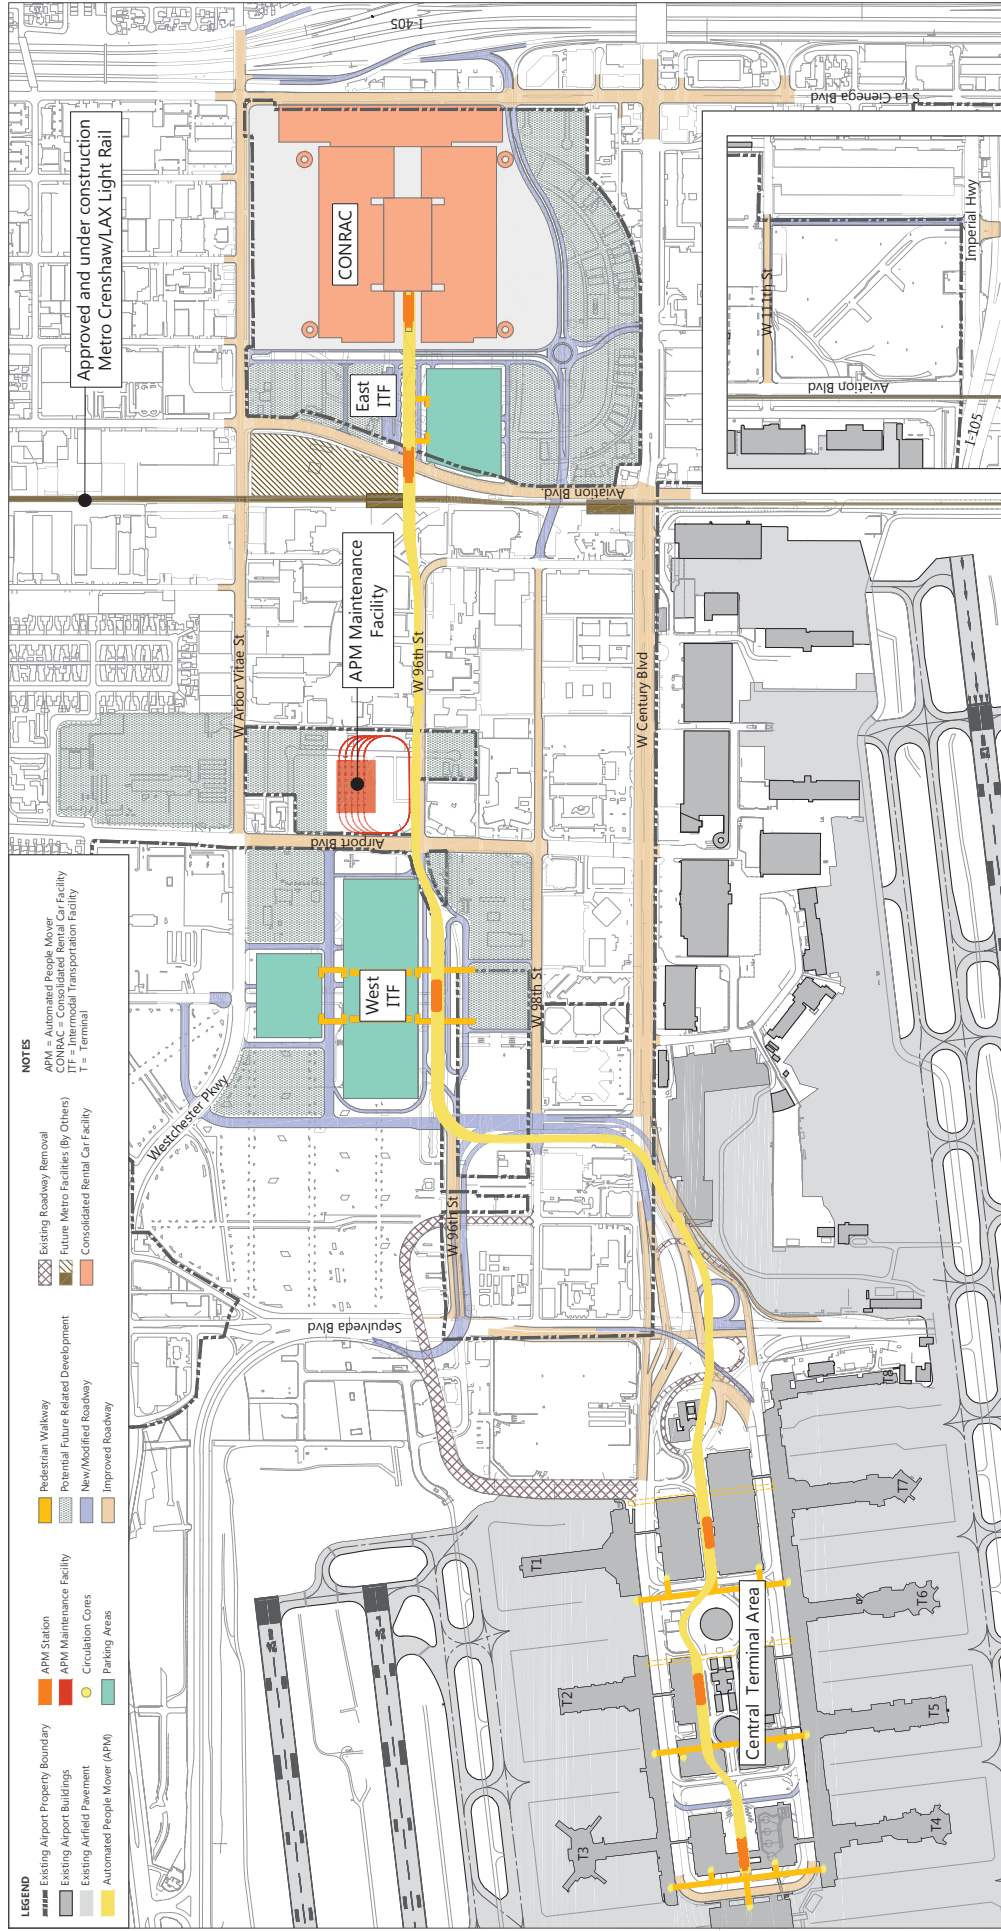 LEGEND
Existing Airport Property Boundary
Existing Airport Buildings
Existing Airfield Pavement
Automated People Mover (APM)
APM Station
APM Maintenance Facility
Circulation Cores
Parking Areas
Pedestrian Walkway
Potential Future Related Development
New/Modified Roadway
Improved Roadway
Existing Roadway Removal
Future Metro Facilities (By Others)
Consolidated Rental Car Facility
NOTES
APM = Automated People Mover
CONRAC = Consolidated Rental Car Facility
ITF = Intermodal Transportation Facility
T = Terminal
Approved and under construction
Metro Crenshaw/LAX Light Rail
I-405
S La Cienega Blvd
CONRAC
East
ITF
Aviation Blvd.
APM Maintenance
Facility
W Arbor Vitae St
W 96th St
W Century Blvd
Airport Blvd
West
ITF
W 98th St
Westchester Pkwy
W 96th St
Sepulveda Blvd
Central Terminal Area
T1
T2
T3
T4
T5
T6
T7
T8
W 111th St
Aviation Blvd
Imperial Hwy
I-105